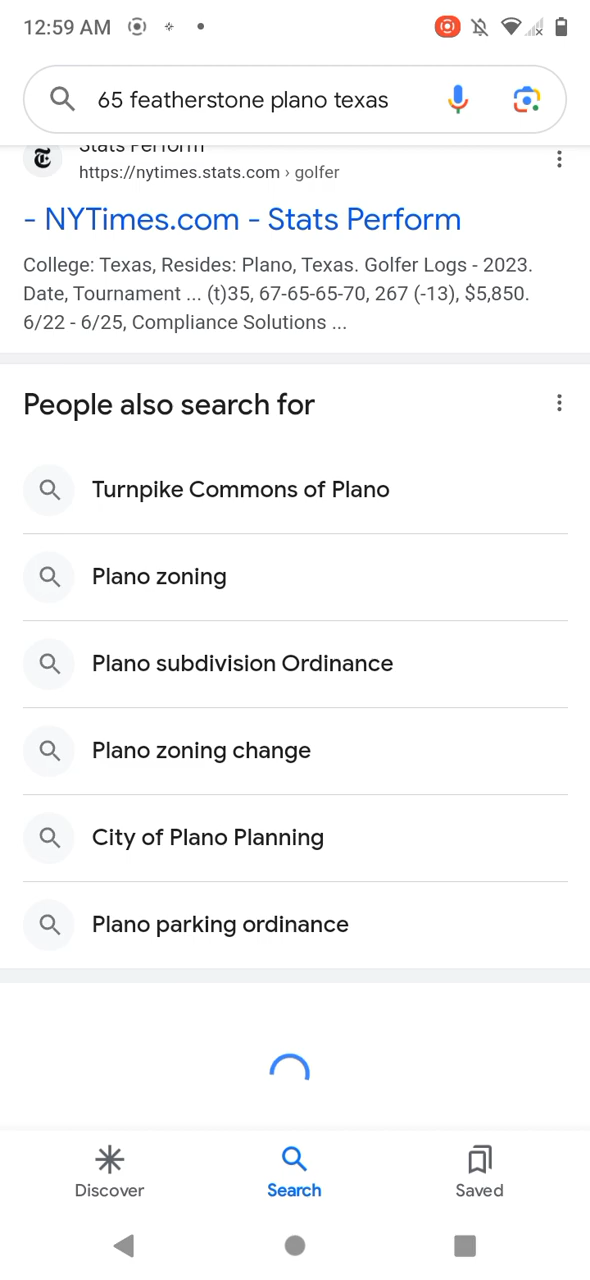 12:59 AM
65 featherstone plano texas
Stats Perform
https://nytimes.stats.com › golfer
- NYTimes.com - Stats Perform
College: Texas, Resides: Plano, Texas. Golfer Logs - 2023.
Date, Tournament ... (t)35, 67-65-65-70, 267 (-13), $5,850.
6/22 - 6/25, Compliance Solutions ...
People also search for
Turnpike Commons of Plano
Plano zoning
Plano subdivision Ordinance
Plano zoning change
City of Plano Planning
Plano parking ordinance
Discover
Search
Saved